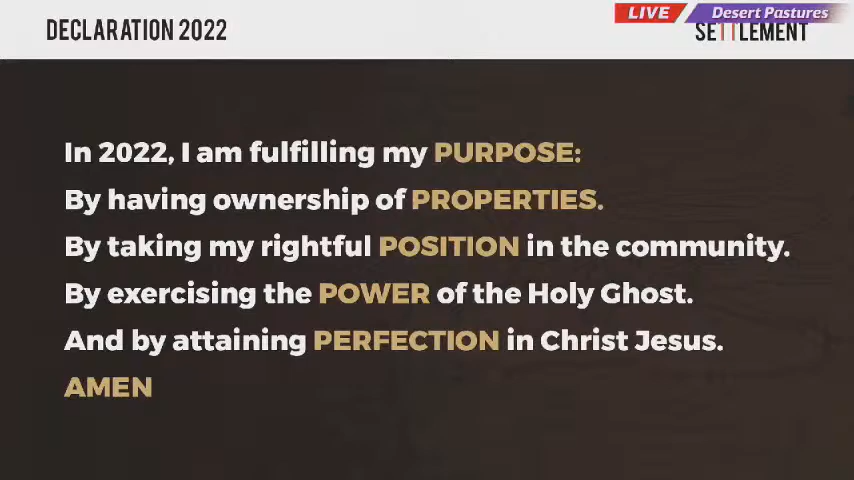 DECLARATION 2022
LIVE Desert Pastures
SETTLEMENT
In 2022, I am fulfilling my PURPOSE:
By having ownership of PROPERTIES.
By taking my rightful POSITION in the community.
By exercising the POWER of the Holy Ghost.
And by attaining PERFECTION in Christ Jesus.
AMEN